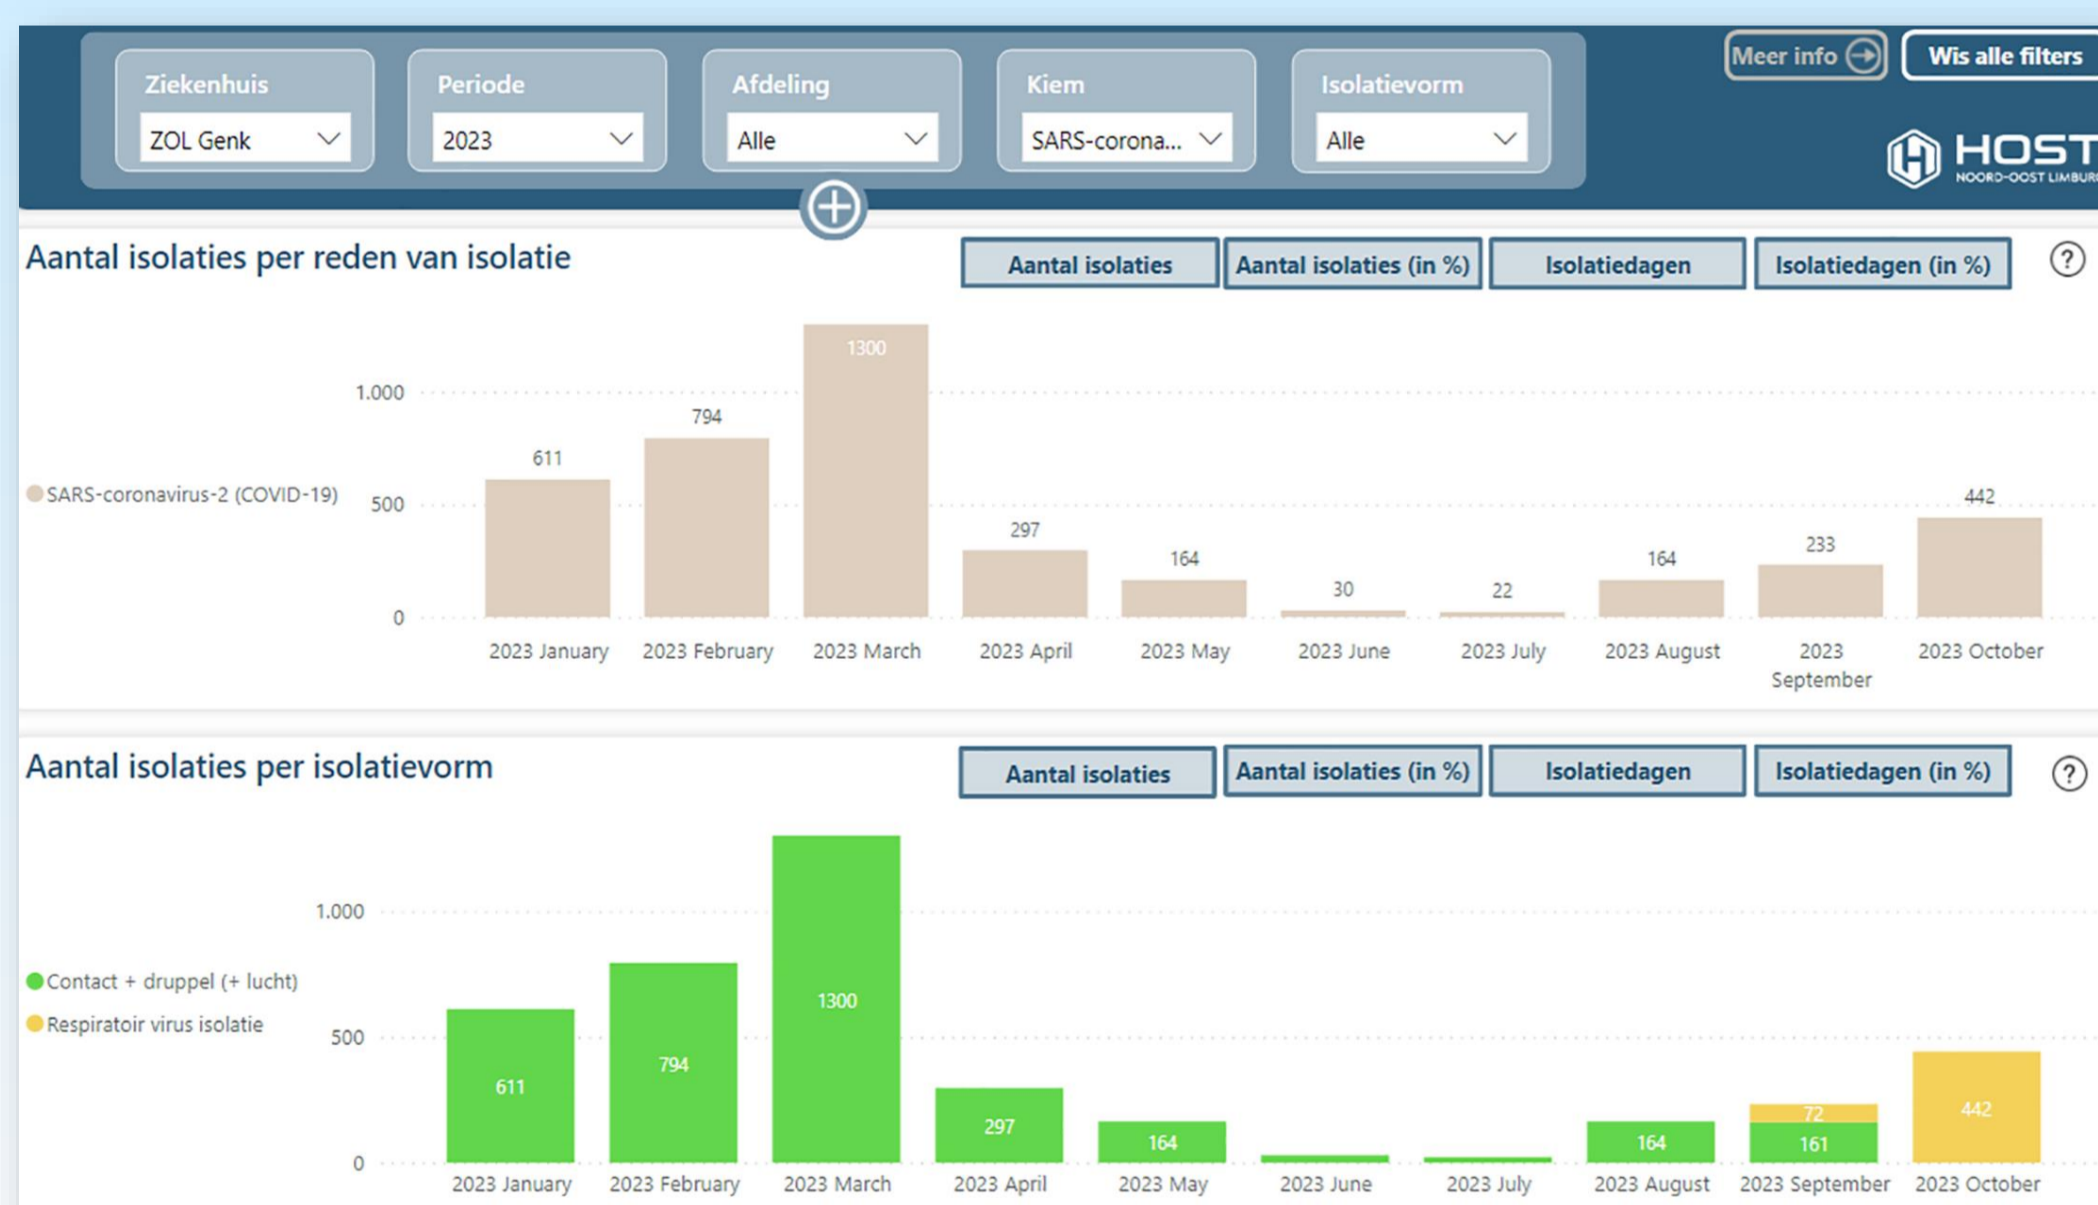 Ziekenhuis Periode Afdeling Kiem Isolatievorm
ZOL Genk 2023 Alle SARS-corona... Alle
Meer info Wis alle filters
HOST
NOORD-OOST LIMBURG
Aantal isolaties per reden van isolatie
Aantal isolaties Aantal isolaties (in %) Isolatiedagen Isolatiedagen (in %) ?
SARS-coronavirus-2 (COVID-19)
1.000
500
0
611 794 1300 297 164 30 22 164 233 442
2023 January 2023 February 2023 March 2023 April 2023 May 2023 June 2023 July 2023 August 2023 September 2023 October
Aantal isolaties per isolatievorm
Aantal isolaties Aantal isolaties (in %) Isolatiedagen Isolatiedagen (in %) ?
Contact + druppel (+ lucht)
Respiratoir virus isolatie
1.000
500
0
611 794 1300 297 164 164 72 161 442
2023 January 2023 February 2023 March 2023 April 2023 May 2023 June 2023 July 2023 August 2023 September 2023 October